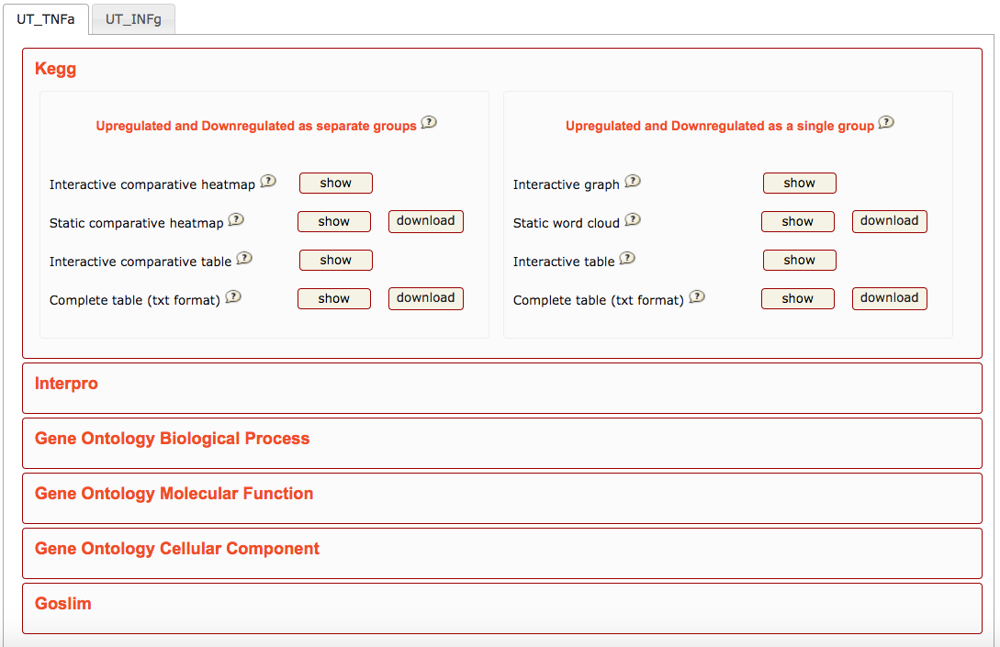 UT_TNFa UT_INFg
Kegg
Upregulated and Downregulated as separate groups ?
Interactive comparative heatmap ? show
Static comparative heatmap ? show download
Interactive comparative table ? show
Complete table (txt format) ? show download
Upregulated and Downregulated as a single group ?
Interactive graph ? show
Static word cloud ? show download
Interactive table ? show
Complete table (txt format) ? show download
Interpro
Gene Ontology Biological Process
Gene Ontology Molecular Function
Gene Ontology Cellular Component
Goslim